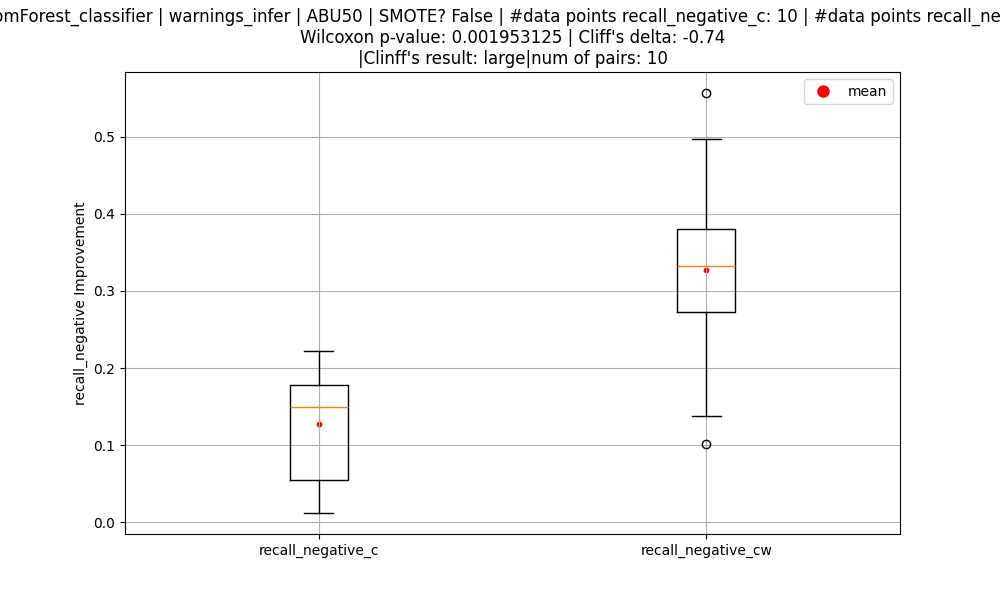 omForest_classifier | warnings_infer | ABU50 | SMOTE? False | #data points recall_negative_c: 10 | #data points recall_ne
Wilcoxon p-value: 0.001953125 | Cliff's delta: -0.74
|Clinff's result: large|num of pairs: 10
mean
0.5
0.4
0.3
0.2
0.1
0.0
recall_negative Improvement
recall_negative_c
recall_negative_cw